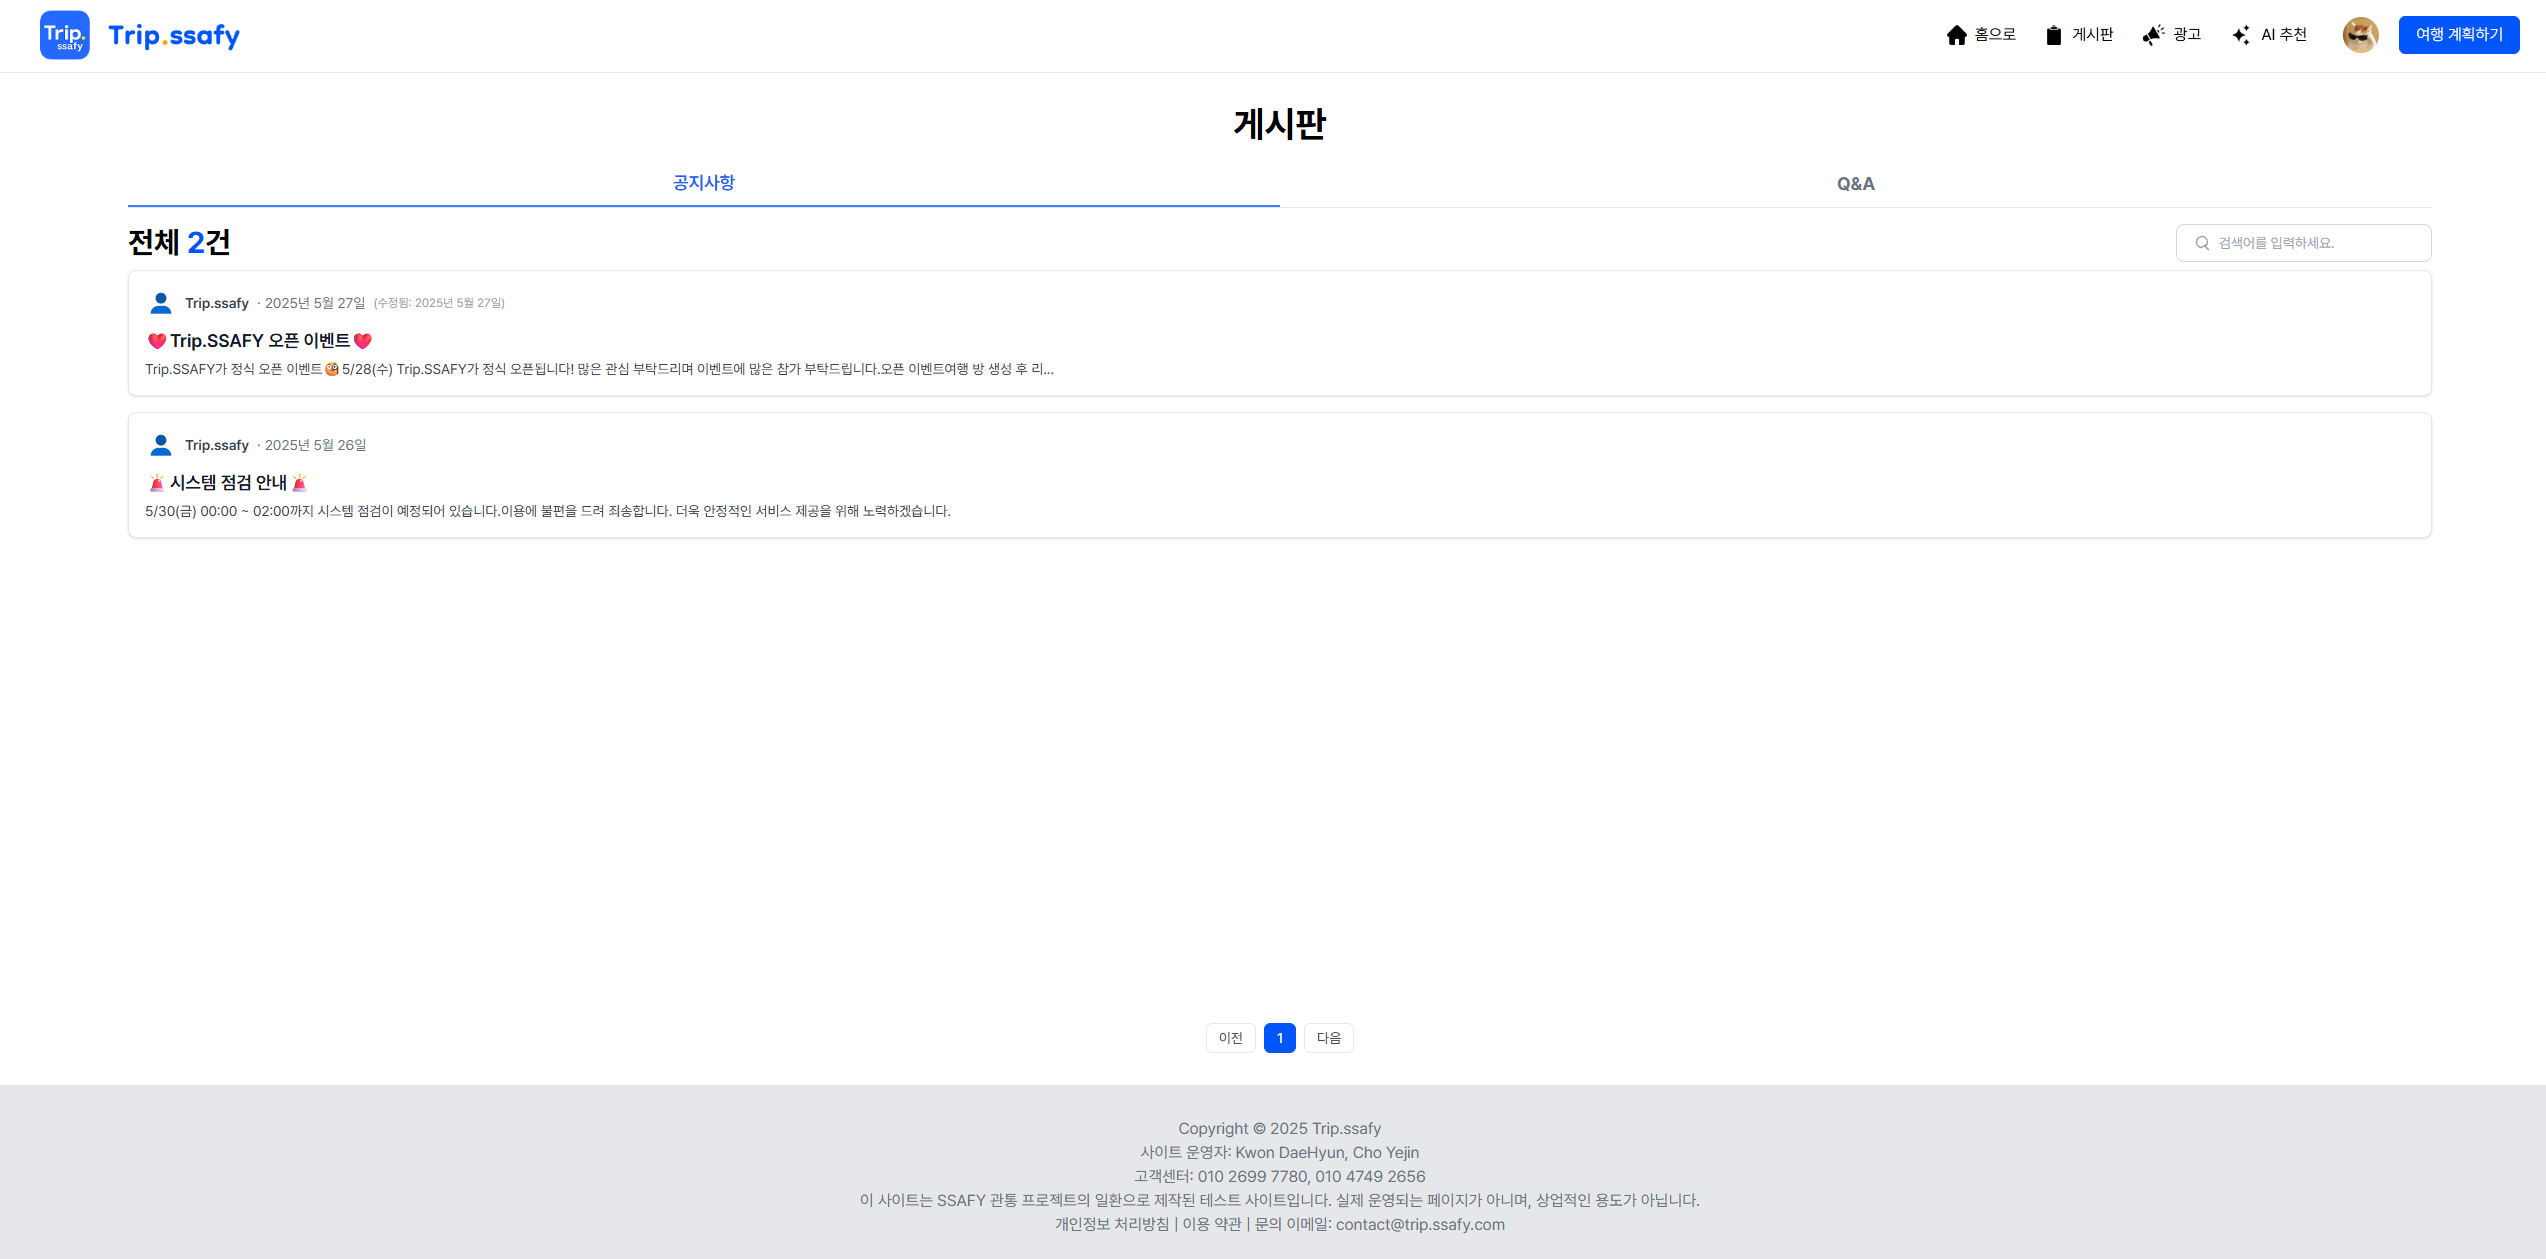 Trip.
ssafy
Trip.ssafy
홈으로
게시판
광고
AI 추천
여행 계획하기
게시판
공지사항
Q&A
전체 2건
검색어를 입력하세요.
Trip.ssafy · 2025년 5월 27일 (수정됨: 2025년 5월 27일)
❤️Trip.SSAFY 오픈 이벤트❤️
Trip.SSAFY가 정식 오픈 이벤트🧐5/28(수) Trip.SSAFY가 정식 오픈됩니다! 많은 관심 부탁드리며 이벤트에 많은 참가 부탁드립니다.오픈 이벤트여행 방 생성 후 리...
Trip.ssafy · 2025년 5월 26일
🚨시스템 점검 안내🚨
5/30(금) 00:00 ~ 02:00까지 시스템 점검이 예정되어 있습니다.이용에 불편을 드려 죄송합니다. 더욱 안정적인 서비스 제공을 위해 노력하겠습니다.
이전
1
다음
Copyright © 2025 Trip.ssafy
사이트 운영자: Kwon DaeHyun, Cho Yejin
고객센터: 010 2699 7780, 010 4749 2656
이 사이트는 SSAFY 관통 프로젝트의 일환으로 제작된 테스트 사이트입니다. 실제 운영되는 페이지가 아니며, 상업적인 용도가 아닙니다.
개인정보 처리방침 | 이용 약관 | 문의 이메일: contact@trip.ssafy.com